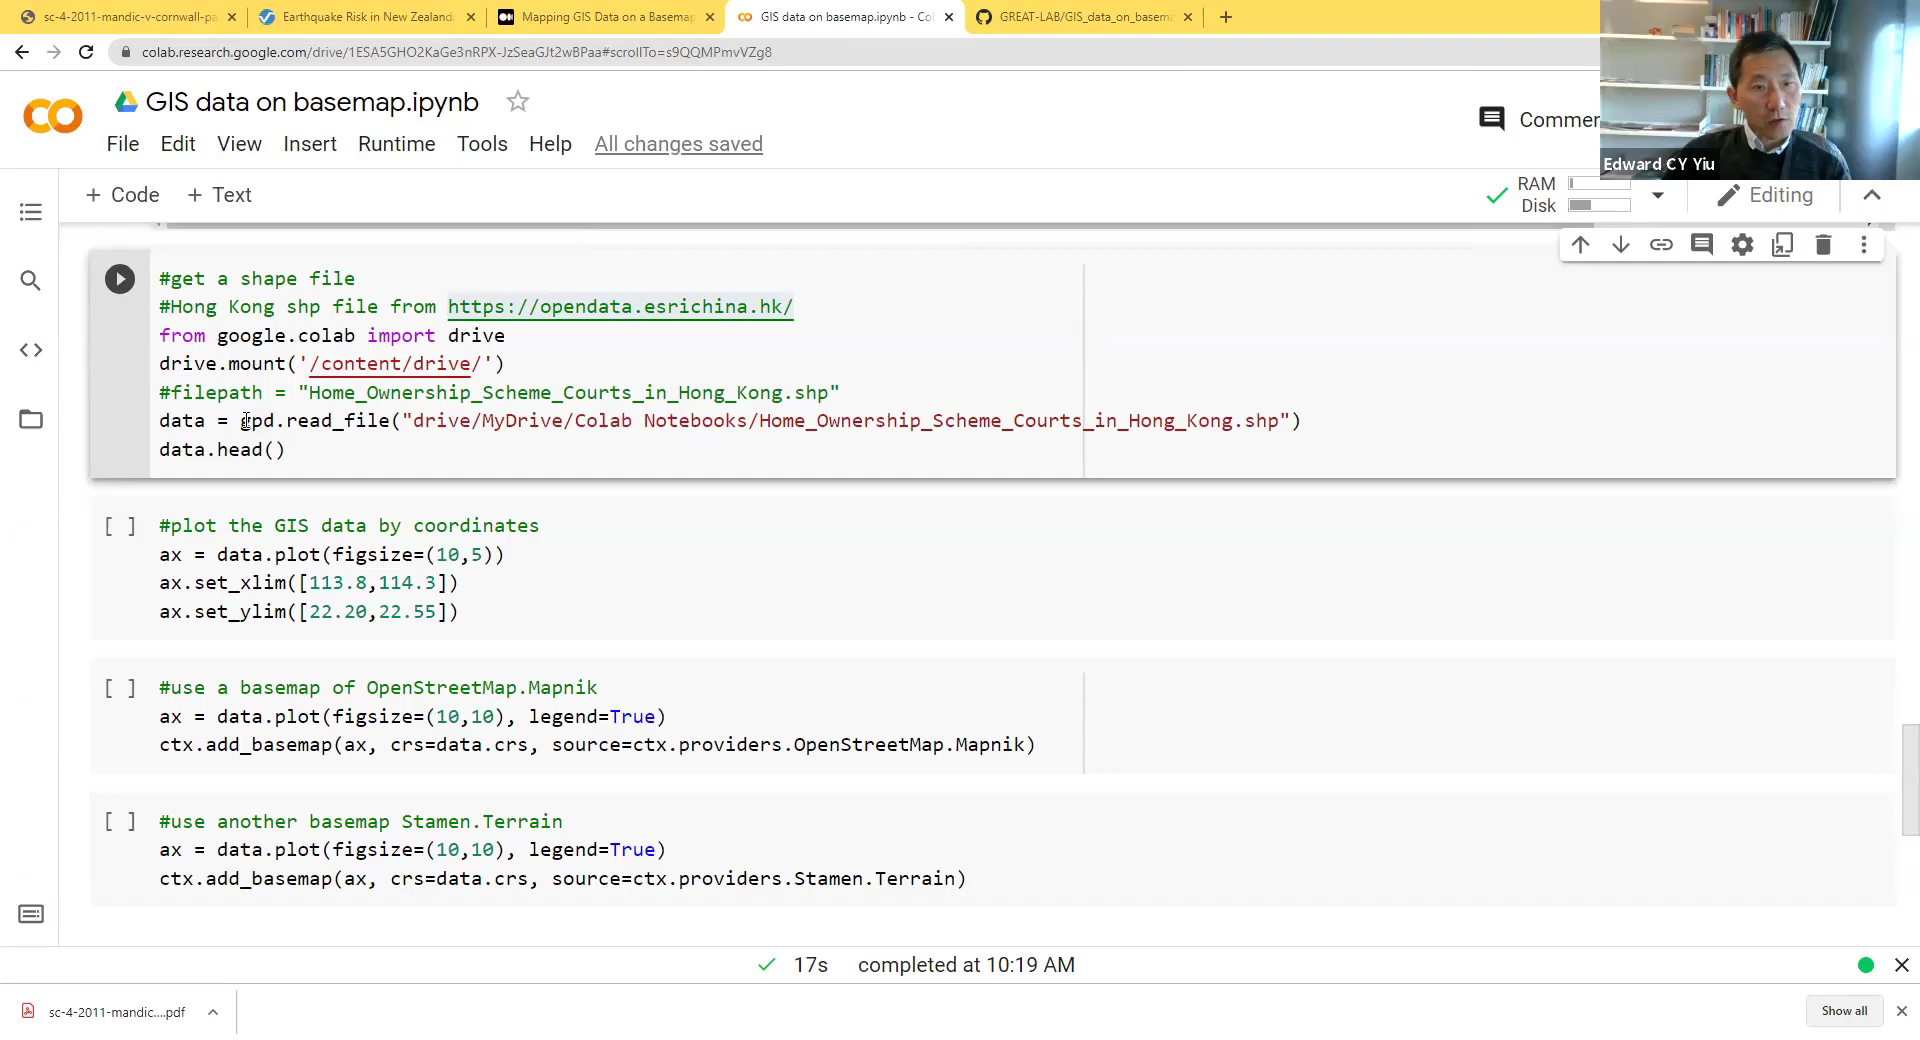 sc-4-2011-mandic-v-cornwall-pa
Earthquake Risk in New Zealand
Mapping GIS Data on a Basemap
GIS data on basemap.ipynb - Co
GREAT-LAB/GIS_data_on_basema
colab.research.google.com/drive/1ESA5GHO2KaGe3nRPX-JzSeaGJt2wBPaa#scrollTo=s9QQMPmvVZg8
GIS data on basemap.ipynb
File Edit View Insert Runtime Tools Help All changes saved
Commen
Edward CY Yiu
+ Code + Text
RAM
Disk
Editing
#get a shape file
#Hong Kong shp file from https://opendata.esrichina.hk/
from google.colab import drive
drive.mount('/content/drive/')
#filepath = "Home_Ownership_Scheme_Courts_in_Hong_Kong.shp"
data = gpd.read_file("drive/MyDrive/Colab Notebooks/Home_Ownership_Scheme_Courts_in_Hong_Kong.shp")
data.head()
[ ] #plot the GIS data by coordinates
ax = data.plot(figsize=(10,5))
ax.set_xlim([113.8,114.3])
ax.set_ylim([22.20,22.55])
[ ] #use a basemap of OpenStreetMap.Mapnik
ax = data.plot(figsize=(10,10), legend=True)
ctx.add_basemap(ax, crs=data.crs, source=ctx.providers.OpenStreetMap.Mapnik)
[ ] #use another basemap Stamen.Terrain
ax = data.plot(figsize=(10,10), legend=True)
ctx.add_basemap(ax, crs=data.crs, source=ctx.providers.Stamen.Terrain)
17s completed at 10:19 AM
sc-4-2011-mandic....pdf
Show all